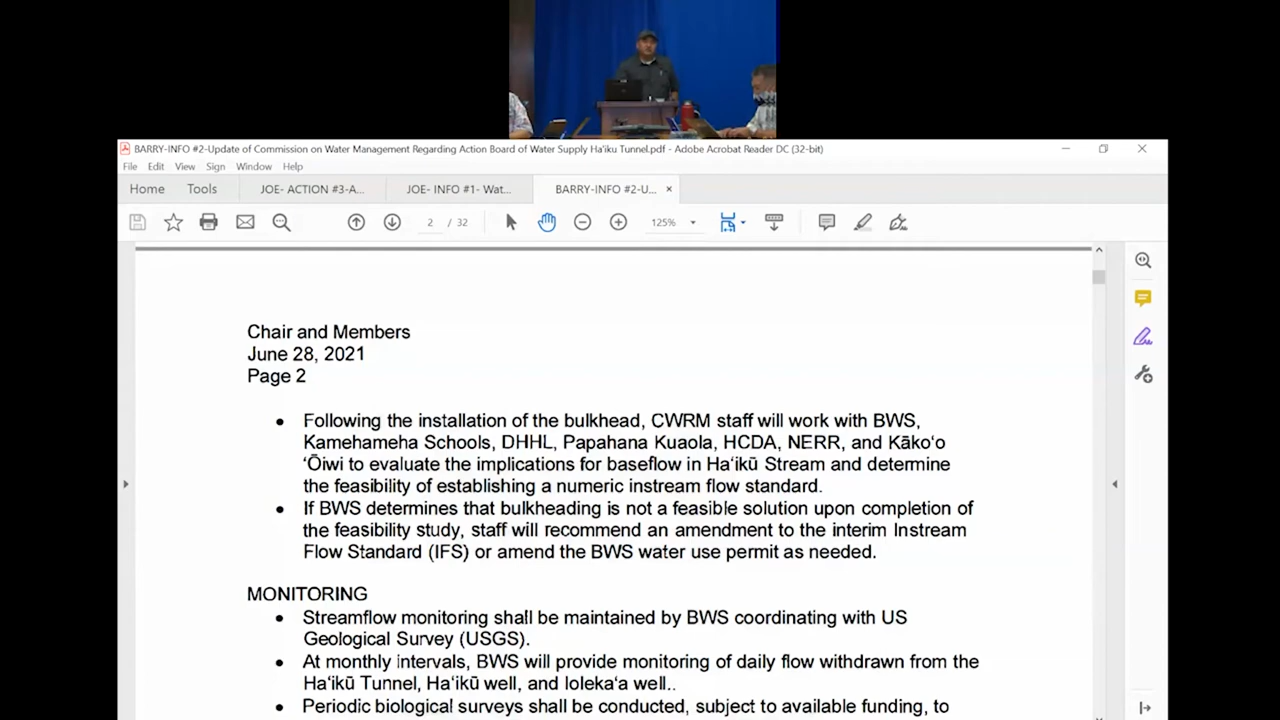 BARRY-INFO #2-Update of Commission on Water Management Regarding Action Board of Water Supply Ha'iku Tunnel.pdf - Adobe Acrobat Reader DC (32-bit)
File Edit View Sign Window Help
Home Tools JOE- ACTION #3-A... JOE- INFO #1- Wat... BARRY-INFO #2-U...
2 / 32 125%
Chair and Members
June 28, 2021
Page 2
• Following the installation of the bulkhead, CWRM staff will work with BWS,
Kamehameha Schools, DHHL, Papahana Kuaola, HCDA, NERR, and Kākoʻo
ʻŌiwi to evaluate the implications for baseflow in Haʻikū Stream and determine
the feasibility of establishing a numeric instream flow standard.
• If BWS determines that bulkheading is not a feasible solution upon completion of
the feasibility study, staff will recommend an amendment to the interim Instream
Flow Standard (IFS) or amend the BWS water use permit as needed.
MONITORING
• Streamflow monitoring shall be maintained by BWS coordinating with US
Geological Survey (USGS).
• At monthly intervals, BWS will provide monitoring of daily flow withdrawn from the
Haʻikū Tunnel, Haʻikū well, and Ioleka'a well..
• Periodic biological surveys shall be conducted, subject to available funding, to